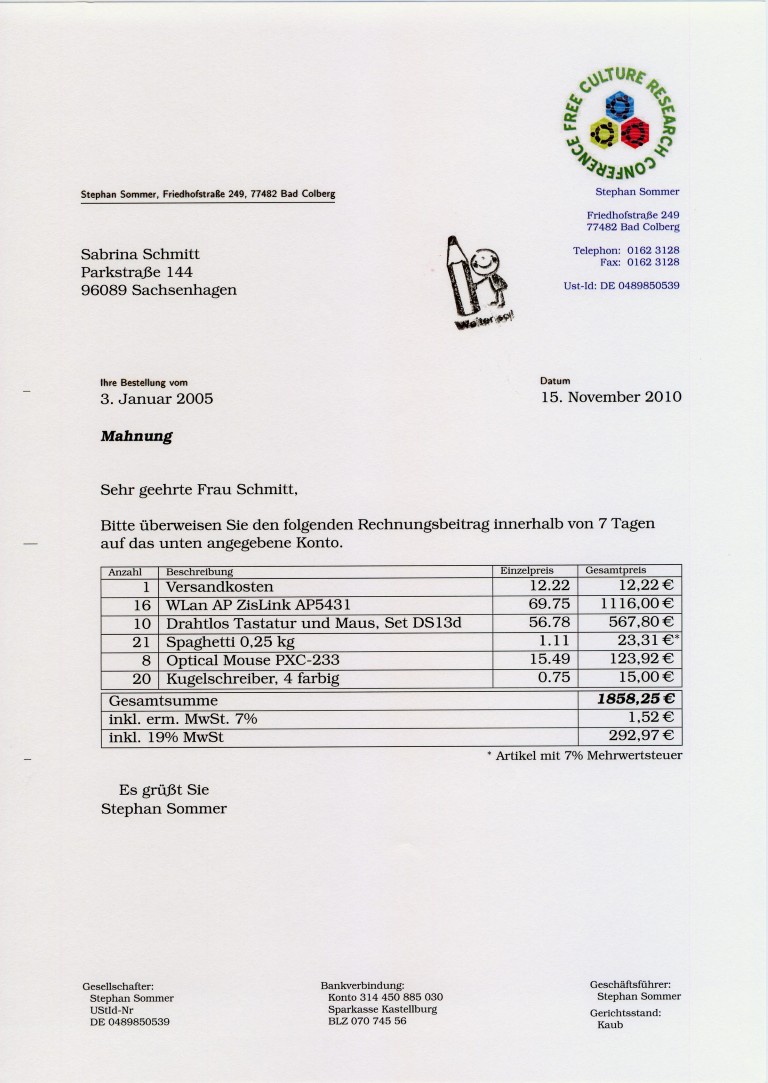 FREE CULTURE RESEARCH CONFERENCE
Stephan Sommer
Friedhofstraße 249
77482 Bad Colberg
Telephon: 0162 3128
Fax: 0162 3128
Ust-Id: DE 0489850539
Stephan Sommer, Friedhofstraße 249, 77482 Bad Colberg
Sabrina Schmitt
Parkstraße 144
96089 Sachsenhagen
Weiter so!
Ihre Bestellung vom
3. Januar 2005
Datum
15. November 2010
Mahnung
Sehr geehrte Frau Schmitt,
Bitte überweisen Sie den folgenden Rechnungsbeitrag innerhalb von 7 Tagen
auf das unten angegebene Konto.
Anzahl Beschreibung Einzelpreis Gesamtpreis
1 Versandkosten 12.22 12,22 €
16 WLan AP ZisLink AP5431 69.75 1116,00 €
10 Drahtlos Tastatur und Maus, Set DS13d 56.78 567,80 €
21 Spaghetti 0,25 kg 1.11 23,31 €*
8 Optical Mouse PXC-233 15.49 123,92 €
20 Kugelschreiber, 4 farbig 0.75 15,00 €
Gesamtsumme 1858,25 €
inkl. erm. MwSt. 7% 1,52 €
inkl. 19% MwSt 292,97 €
* Artikel mit 7% Mehrwertsteuer
Es grüßt Sie
Stephan Sommer
Gesellschafter:
Stephan Sommer
UStId-Nr
DE 0489850539
Bankverbindung:
Konto 314 450 885 030
Sparkasse Kastellburg
BLZ 070 745 56
Geschäftsführer:
Stephan Sommer
Gerichtsstand:
Kaub